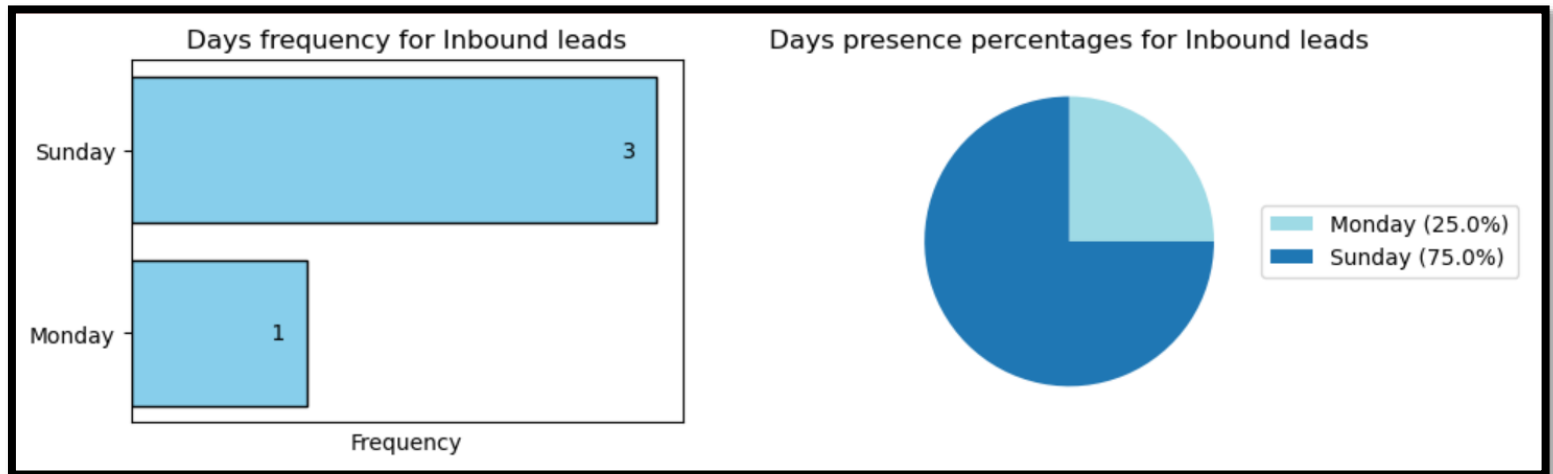 Days frequency for Inbound leads
Sunday
3
Monday
1
Frequency
Days presence percentages for Inbound leads
Monday (25.0%)
Sunday (75.0%)